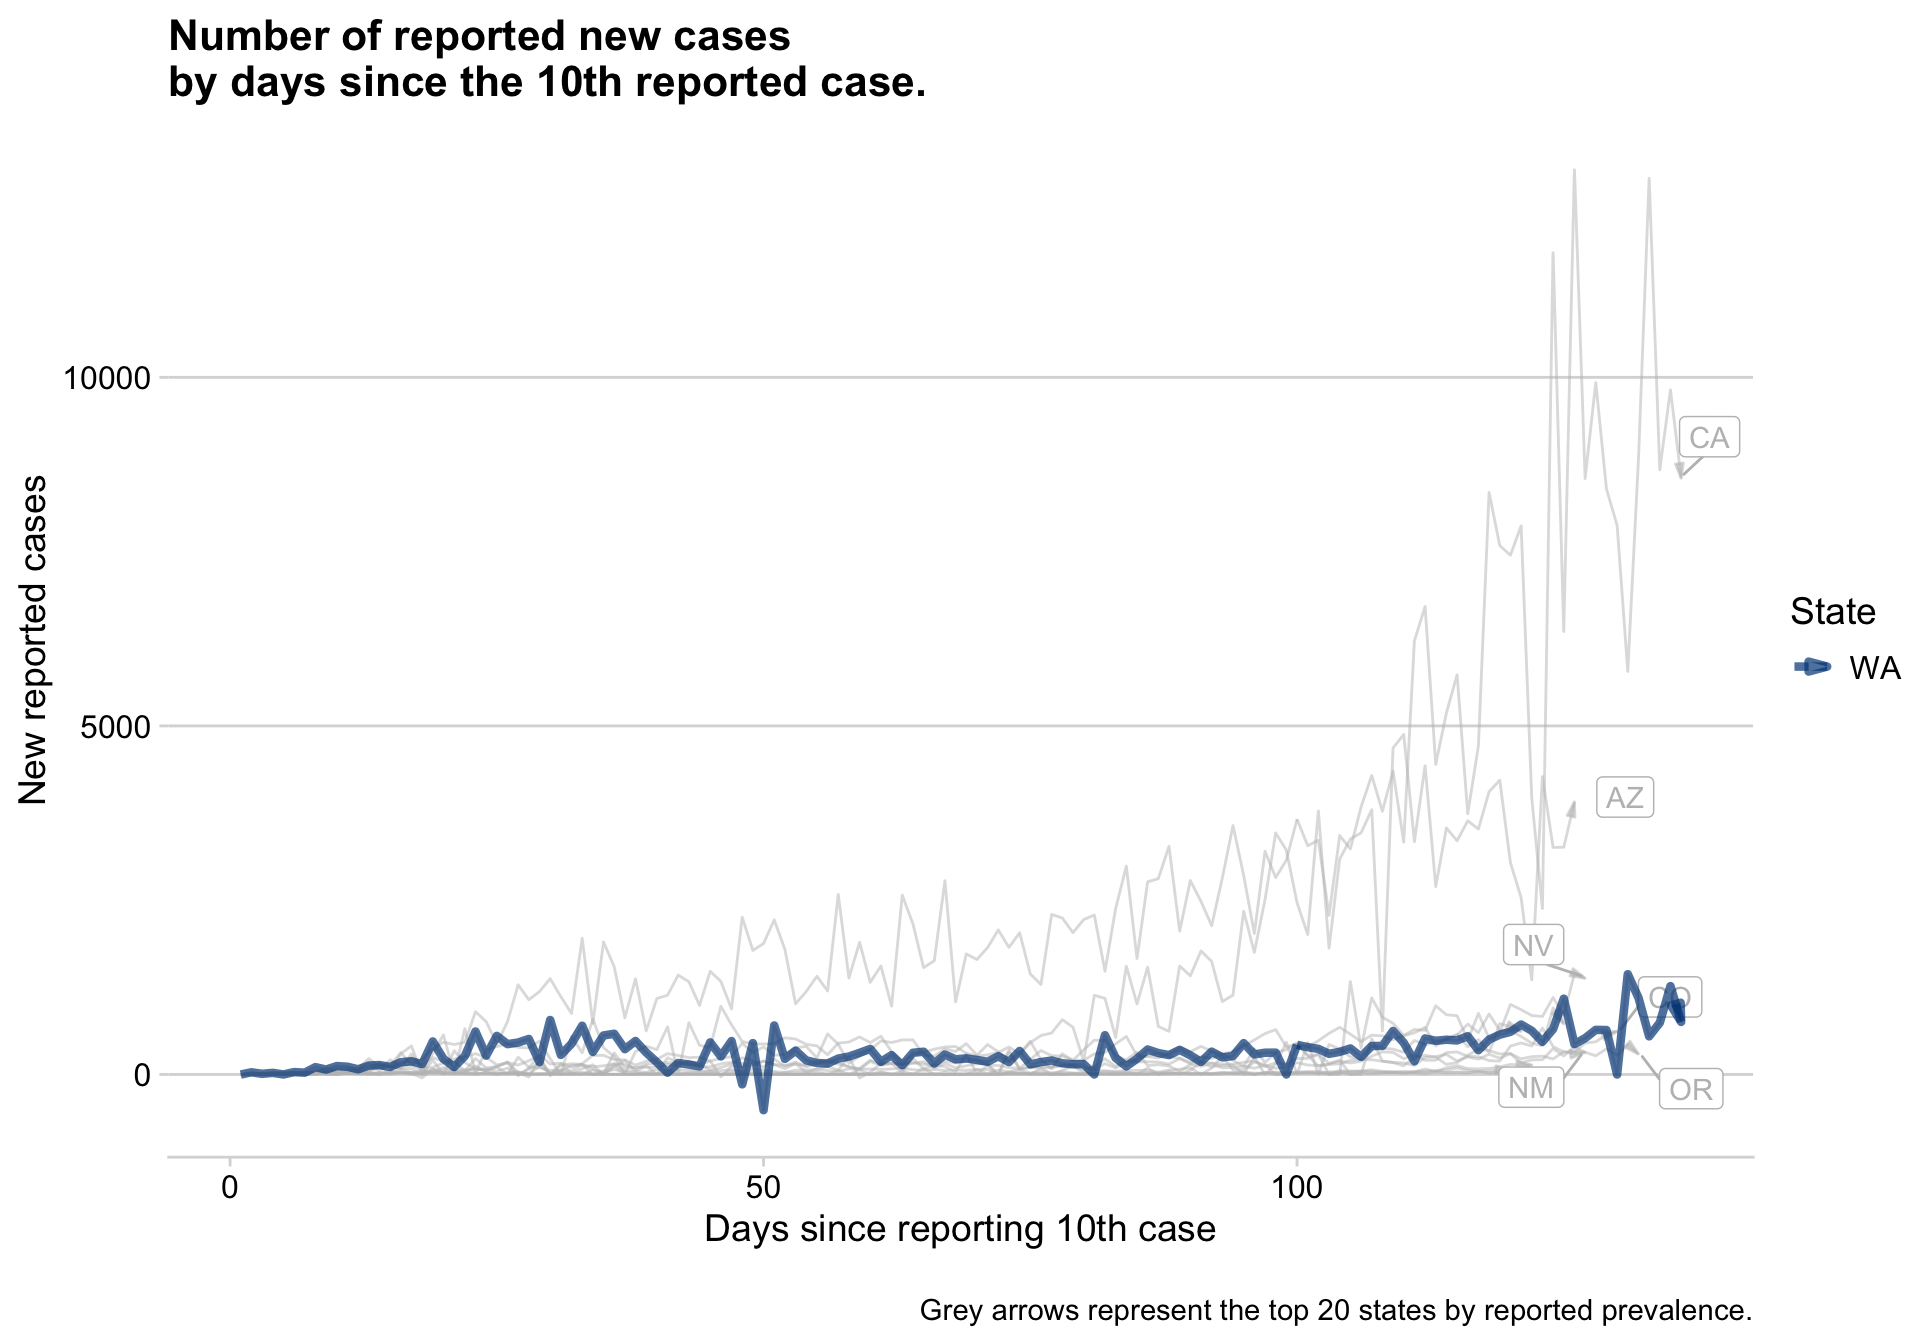 Number of reported new cases
by days since the 10th reported case.
New reported cases
10000
5000
0
CA
AZ
NV
CO
NM
OR
State
WA
0
50
100
Days since reporting 10th case
Grey arrows represent the top 20 states by reported prevalence.